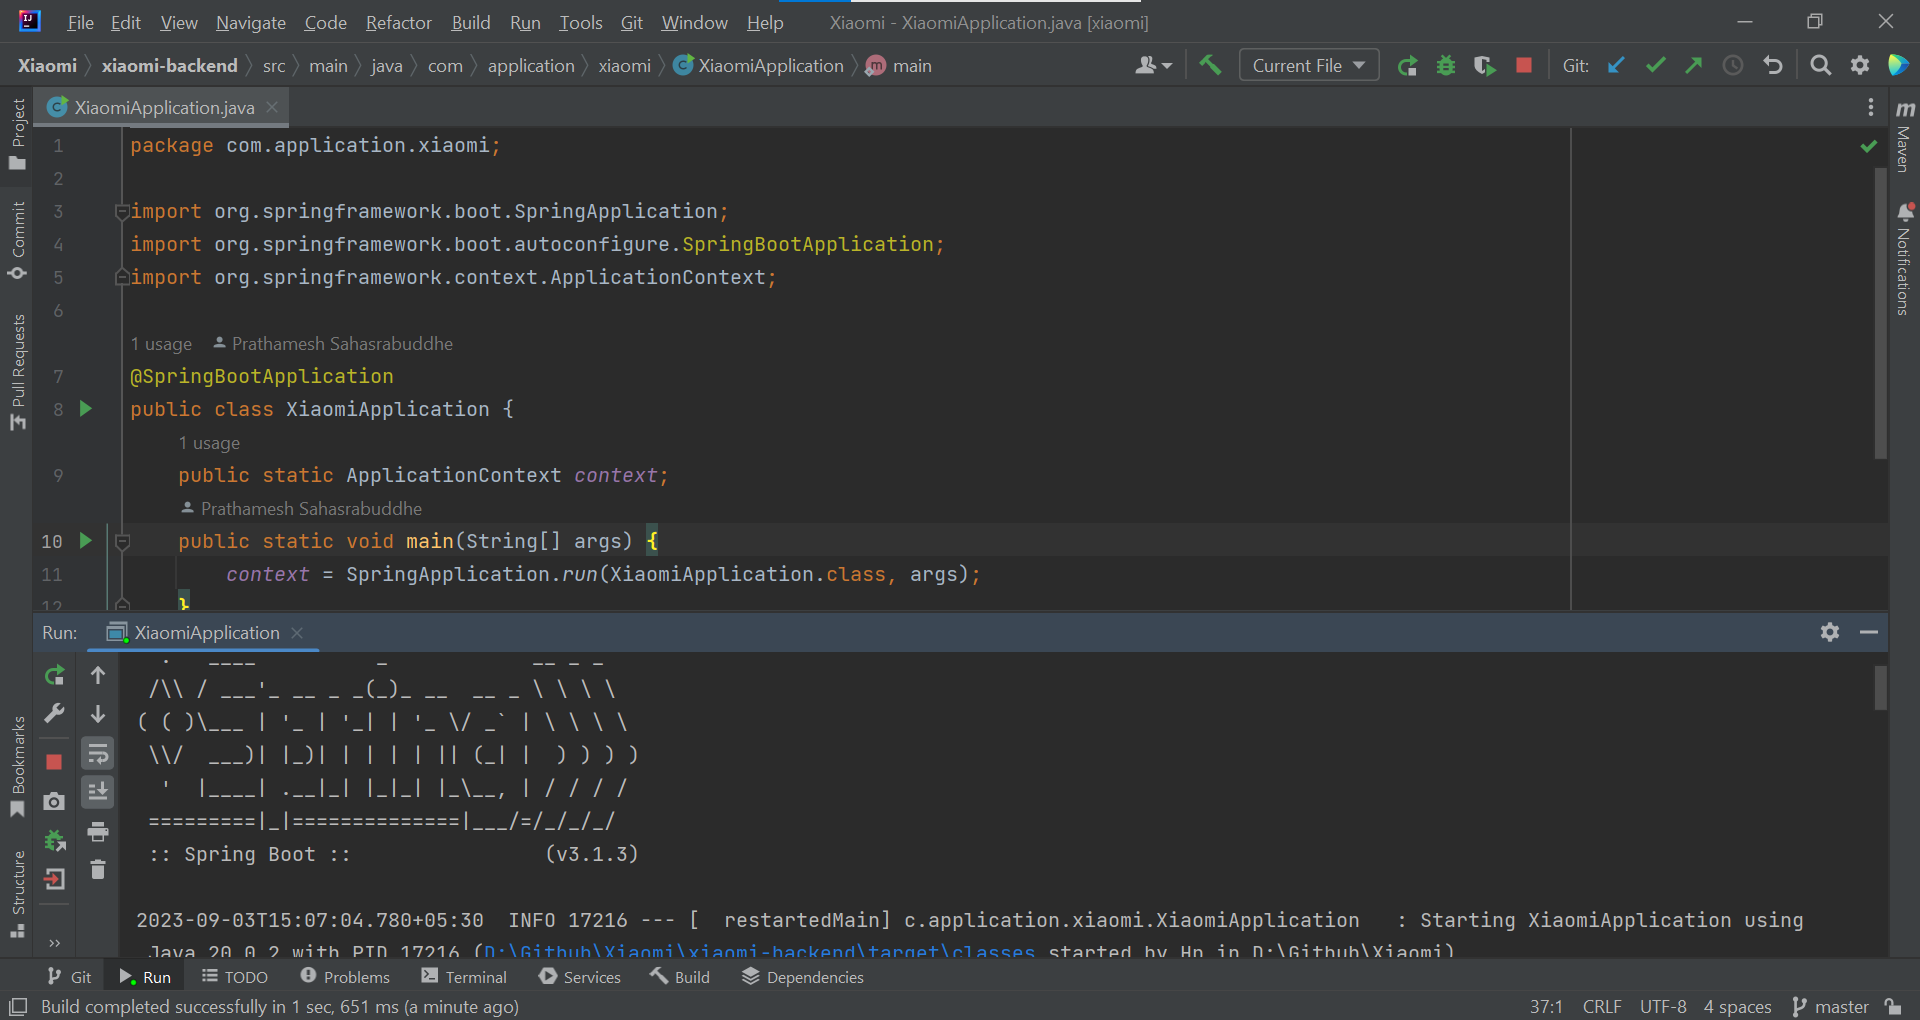 File Edit View Navigate Code Refactor Build Run Tools Git Window Help Xiaomi - XiaomiApplication.java [xiaomi]
Xiaomi xiaomi-backend src main java com application xiaomi XiaomiApplication main Current File Git:
XiaomiApplication.java
1 package com.application.xiaomi;
2
3 import org.springframework.boot.SpringApplication;
4 import org.springframework.boot.autoconfigure.SpringBootApplication;
5 import org.springframework.context.ApplicationContext;
6
1 usage Prathamesh Sahasrabuddhe
7 @SpringBootApplication
8 public class XiaomiApplication {
1 usage
9 public static ApplicationContext context;
Prathamesh Sahasrabuddhe
10 public static void main(String[] args) {
11 context = SpringApplication.run(XiaomiApplication.class, args);
12 }
Project
Commit
Pull Requests
Bookmarks
Structure
Maven
Notifications
Run: XiaomiApplication
  .   ____          _            __ _ _
 /\\ / ___'_ __ _ _(_)_ __  __ _ \ \ \ \
( ( )\___ | '_ | '_| | '_ \/ _` | \ \ \ \
 \\/  ___)| |_)| | | | | || (_| |  ) ) ) )
  '  |____| .__|_| |_|_| |_\__, | / / / /
 =========|_|==============|___/=/_/_/_/
:: Spring Boot :: (v3.1.3)
2023-09-03T15:07:04.780+05:30 INFO 17216 --- [ restartedMain] c.application.xiaomi.XiaomiApplication : Starting XiaomiApplication using
Java 20.0.2 with PID 17216 (D:\Github\Xiaomi\xiaomi-backend\target\classes started by Hp in D:\Github\Xiaomi)
Git Run TODO Problems Terminal Services Build Dependencies
Build completed successfully in 1 sec, 651 ms (a minute ago) 37:1 CRLF UTF-8 4 spaces master